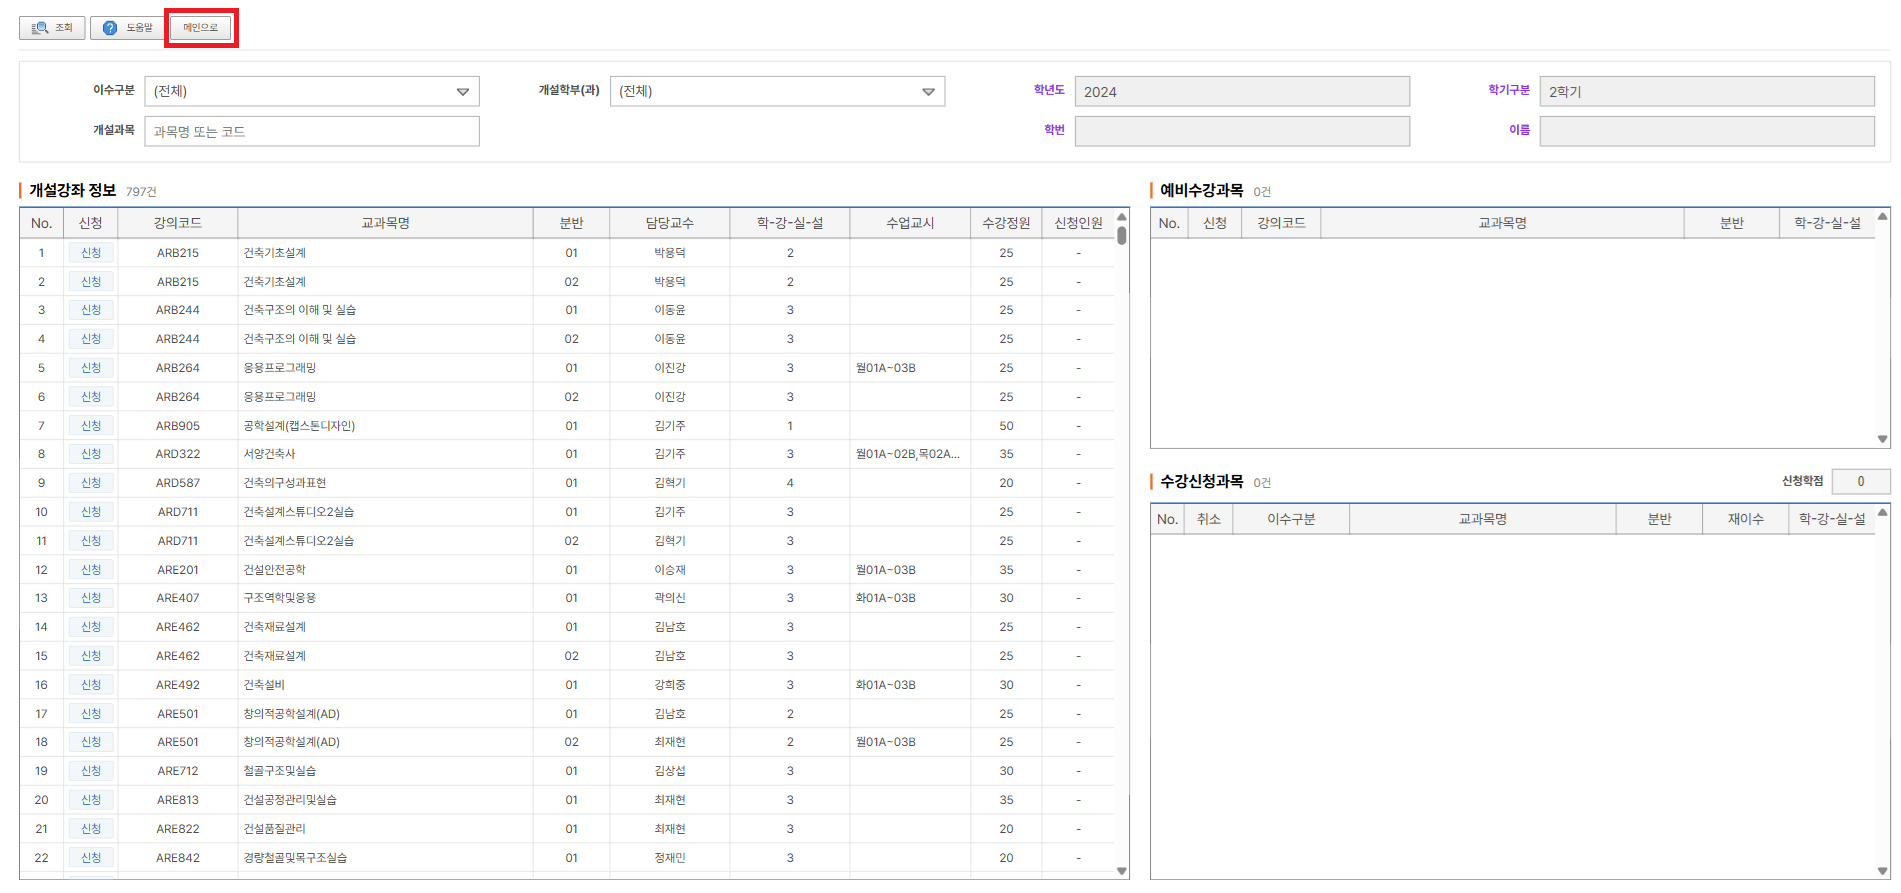 조회 도움말 메인으로
이수구분 (전체) 개설학부(과) (전체) 학년도 2024 학기구분 2학기
개설과목 과목명 또는 코드 학번 이름
개설강좌 정보 797건
No. 신청 강의코드 교과목명 분반 담당교수 학-강-실-설 수업교시 수강정원 신청인원
1 신청 ARB215 건축기초설계 01 박용덕 2 25 -
2 신청 ARB215 건축기초설계 02 박용덕 2 25 -
3 신청 ARB244 건축구조의 이해 및 실습 01 이동윤 3 25 -
4 신청 ARB244 건축구조의 이해 및 실습 02 이동윤 3 25 -
5 신청 ARB264 응용프로그래밍 01 이진강 3 월01A~03B 25 -
6 신청 ARB264 응용프로그래밍 02 이진강 3 25 -
7 신청 ARB905 공학설계(캡스톤디자인) 01 김기주 1 50 -
8 신청 ARD322 서양건축사 01 김기주 3 월01A~02B,목02A... 35 -
9 신청 ARD587 건축의구성과표현 01 김혁기 4 20 -
10 신청 ARD711 건축설계스튜디오2실습 01 김기주 3 25 -
11 신청 ARD711 건축설계스튜디오2실습 02 김혁기 3 25 -
12 신청 ARE201 건설안전공학 01 이승재 3 월01A~03B 35 -
13 신청 ARE407 구조역학및응용 01 곽의신 3 화01A~03B 30 -
14 신청 ARE462 건축재료설계 01 김남호 3 25 -
15 신청 ARE462 건축재료설계 02 김남호 3 25 -
16 신청 ARE492 건축설비 01 강희중 3 화01A~03B 30 -
17 신청 ARE501 창의적공학설계(AD) 01 김남호 2 25 -
18 신청 ARE501 창의적공학설계(AD) 02 최재현 2 월01A~03B 25 -
19 신청 ARE712 철골구조및실습 01 김상섭 3 30 -
20 신청 ARE813 건설공정관리및실습 01 최재현 3 35 -
21 신청 ARE822 건설품질관리 01 최재현 3 20 -
22 신청 ARE842 경량철골및목구조실습 01 정재민 3 20 -
예비수강과목 0건
No. 신청 강의코드 교과목명 분반 학-강-실-설
수강신청과목 0건 신청학점 0
No. 취소 이수구분 교과목명 분반 재이수 학-강-실-설